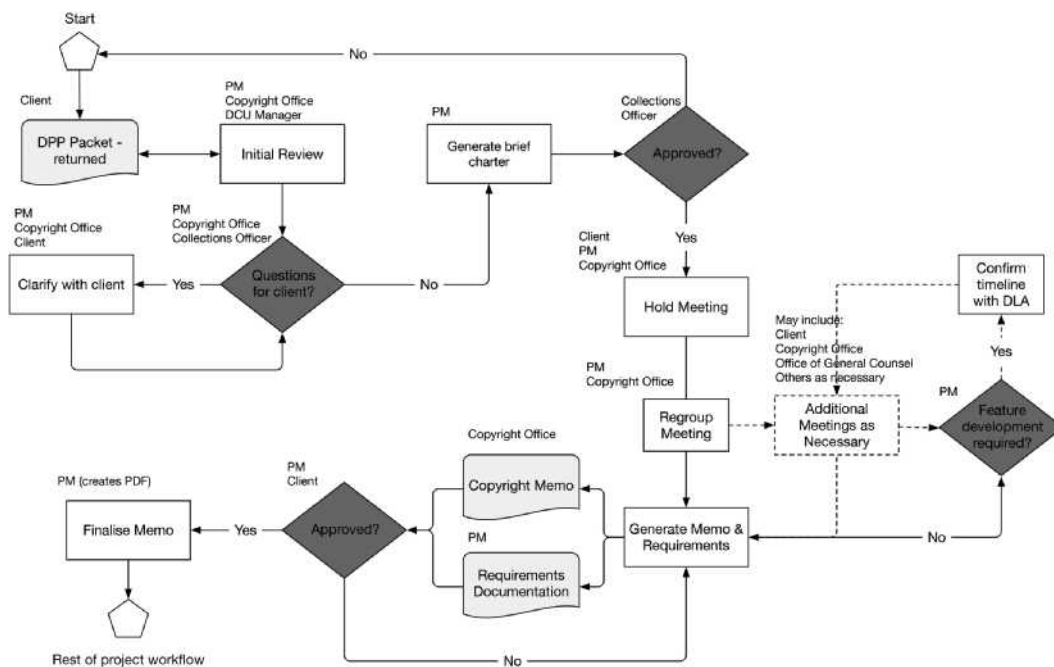 Start
No
Client
PM
Copyright Office
DCU Manager
PM
Collections
Officer
DPP Packet -
returned
Initial Review
Generate brief
charter
Approved?
PM
Copyright Office
Client
PM
Copyright Office
Collections Officer
Client
PM
Copyright Office
Yes
Clarify with client
Yes
Questions
for client?
No
Hold Meeting
Confirm
timeline
with DLA
May include:
Client
Copyright Office
Office of General Counsel
Others as necessary
Yes
PM
Copyright Office
PM
Regroup
Meeting
Additional
Meetings as
Necessary
Feature
development
required?
Copyright Office
PM
Client
Copyright Memo
PM (creates PDF)
Finalise Memo
Yes
Approved?
PM
Generate Memo &
Requirements
No
Requirements
Documentation
Rest of project workflow
No